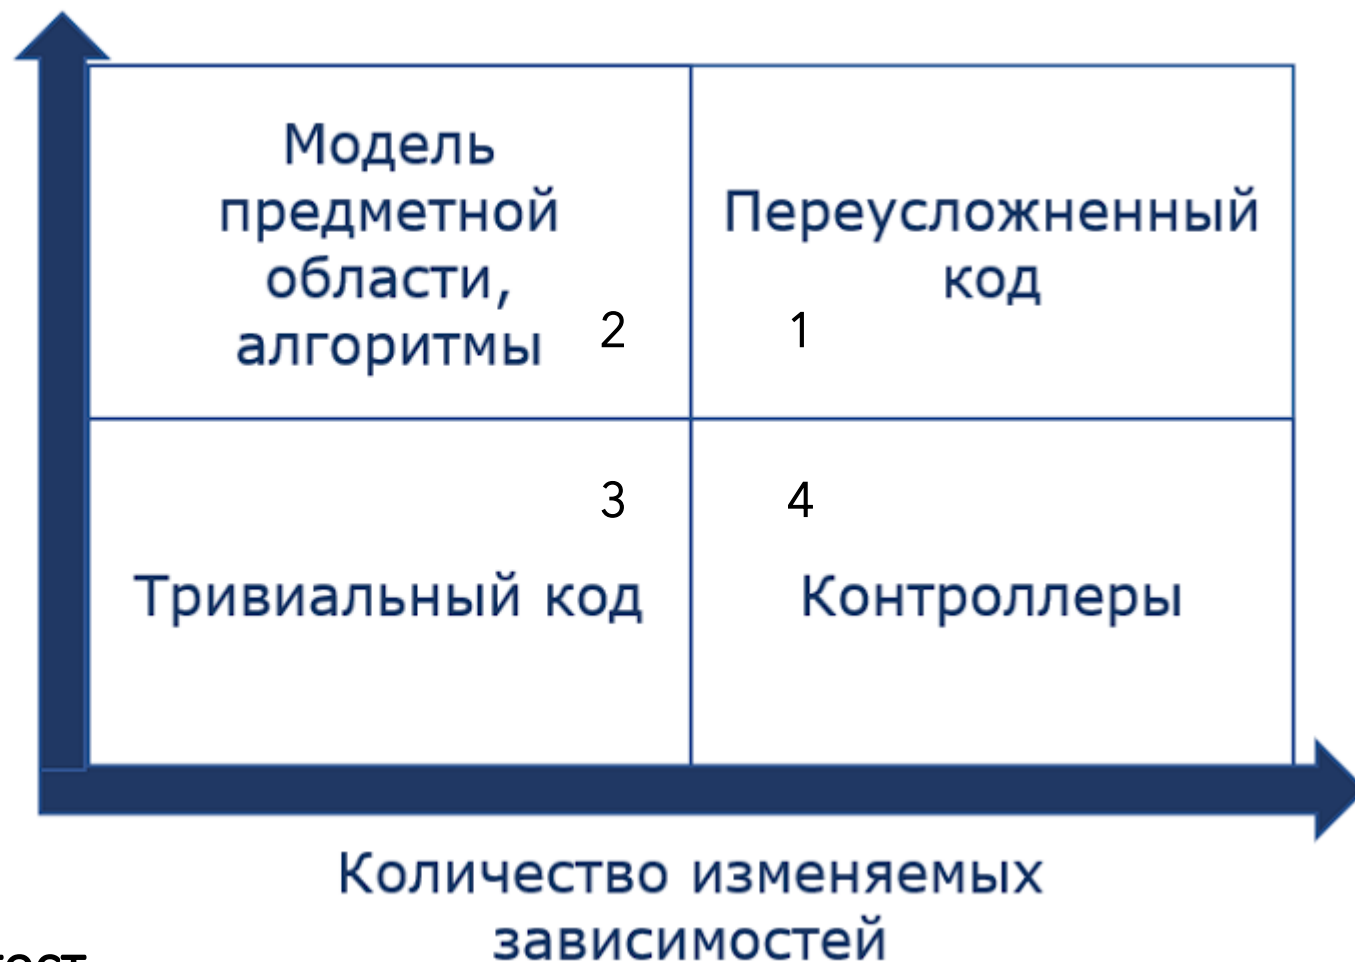 Модель
предметной
области,
алгоритмы
2
Переусложненный
код
1
3
Тривиальный код
4
Контроллеры
Количество изменяемых
зависимостей